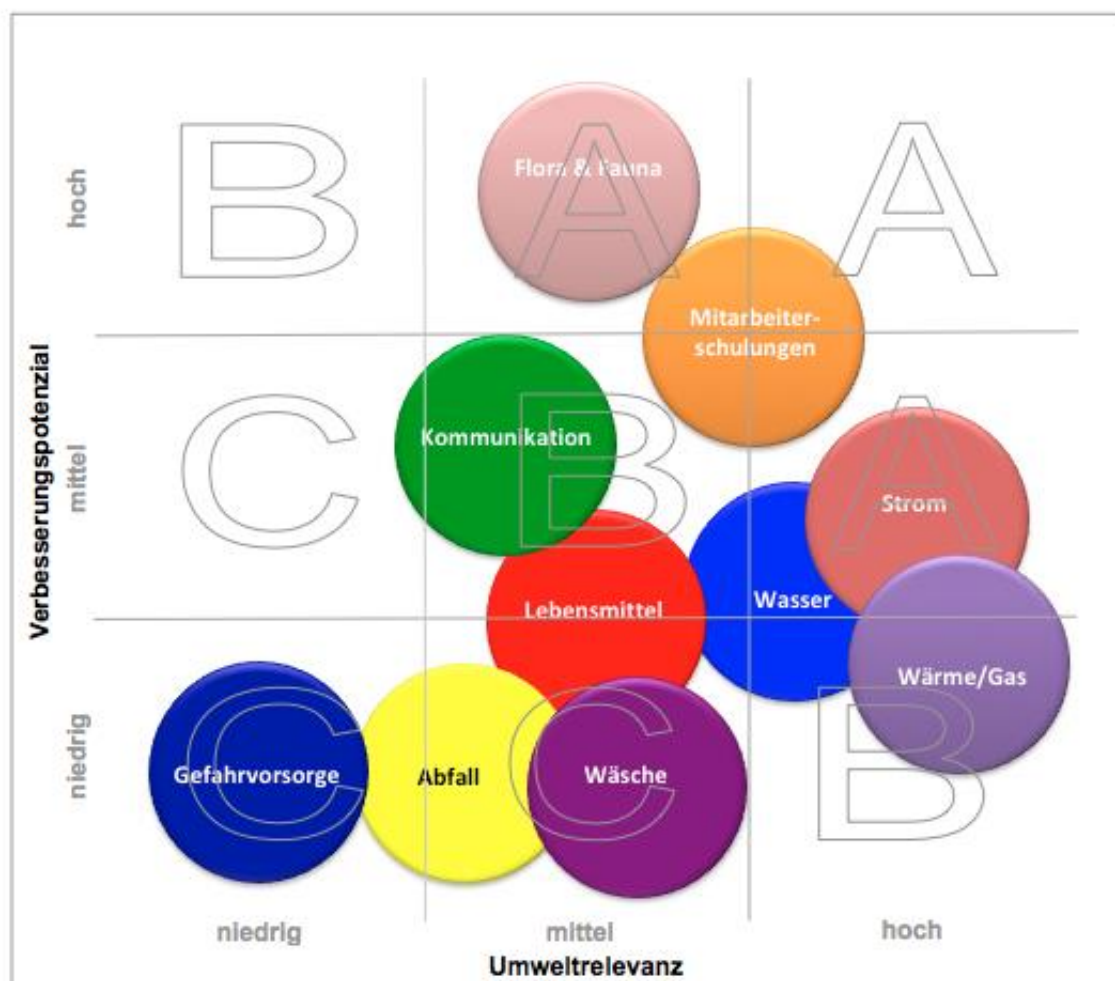 B
A
A
Flora & Fauna
hoch
Mitarbeiter-
schulungen
Verbesserungspotenzial
mittel
C
B
A
Kommunikation
Strom
Lebensmittel
Wasser
niedrig
Wärme/Gas
C
C
B
Gefahrvorsorge
Abfall
Wäsche
niedrig
mittel
hoch
Umweltrelevanz